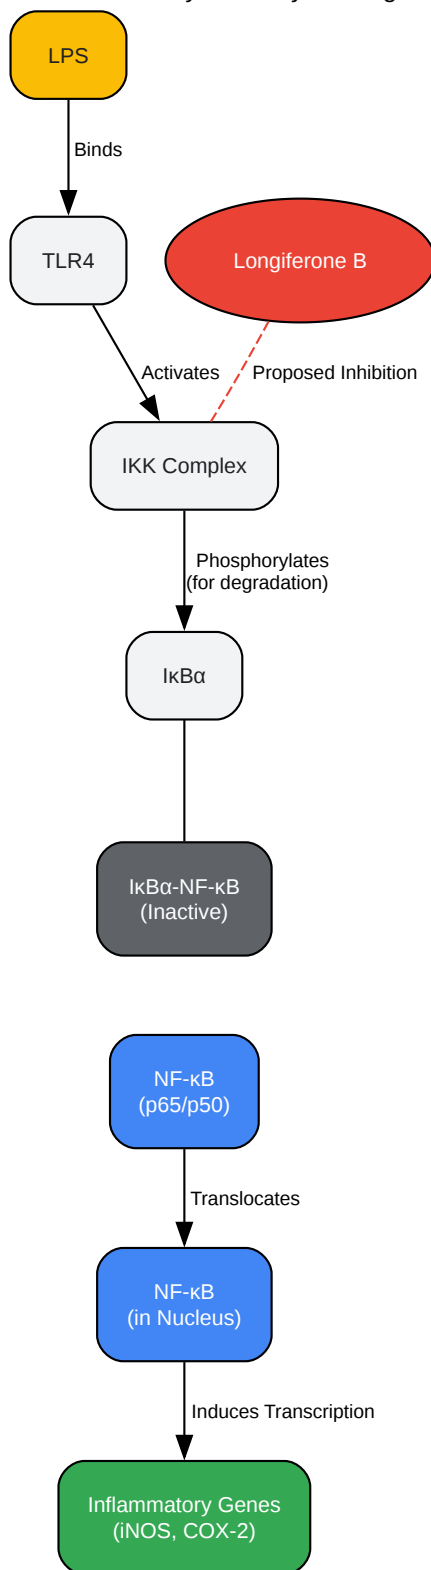 LPS
Binds
TLR4
Longiferone B
Activates
Proposed Inhibition
IKK Complex
Phosphorylates
(for degradation)
IκBα
IκBα-NF-κB
(Inactive)
NF-κB
(p65/p50)
Translocates
NF-κB
(in Nucleus)
Induces Transcription
Inflammatory Genes
(iNOS, COX-2)